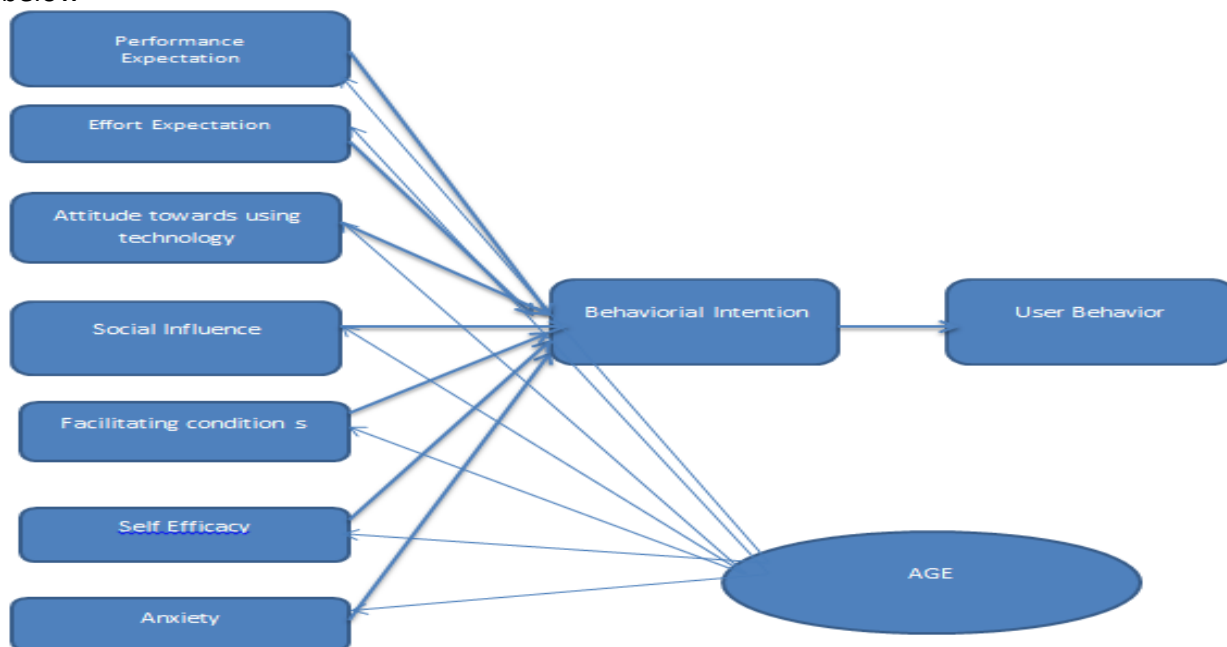 below
Performance
Expectation
Effort Expectation
Attitude towards using
technology
Social Influence
Facilitating condition s
Self Efficacy
Anxiety
Behaviorial Intention
User Behavior
AGE